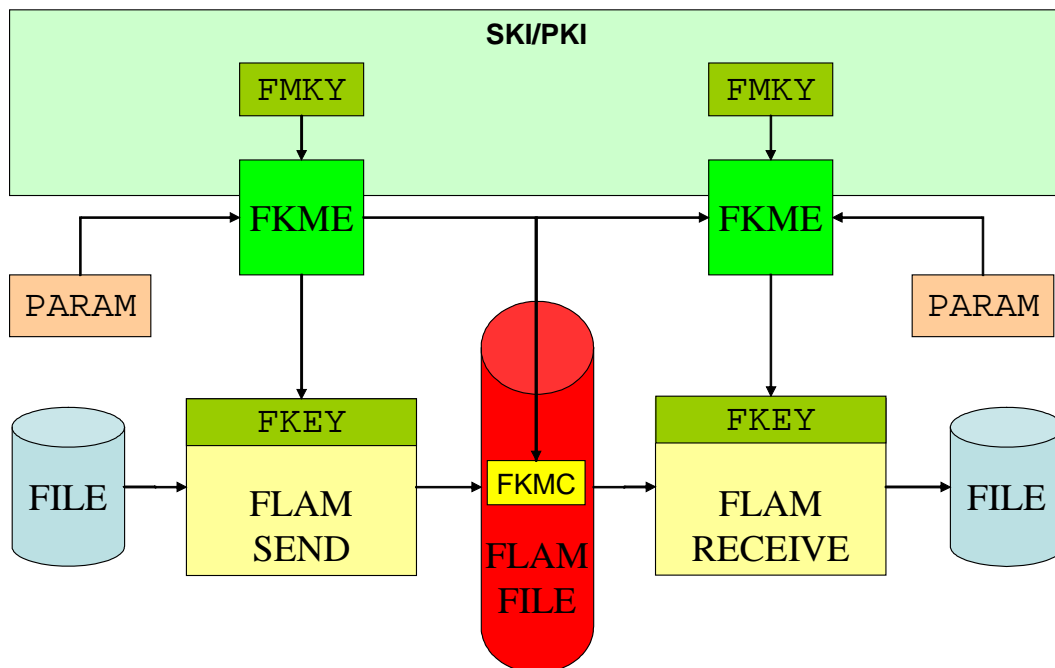 SKI/PKI
FMKY
FMKY
FKME
FKME
PARAM
PARAM
FKEY
FKEY
FILE
FLAM
SEND
FKMC
FLAM
FILE
FLAM
RECEIVE
FILE